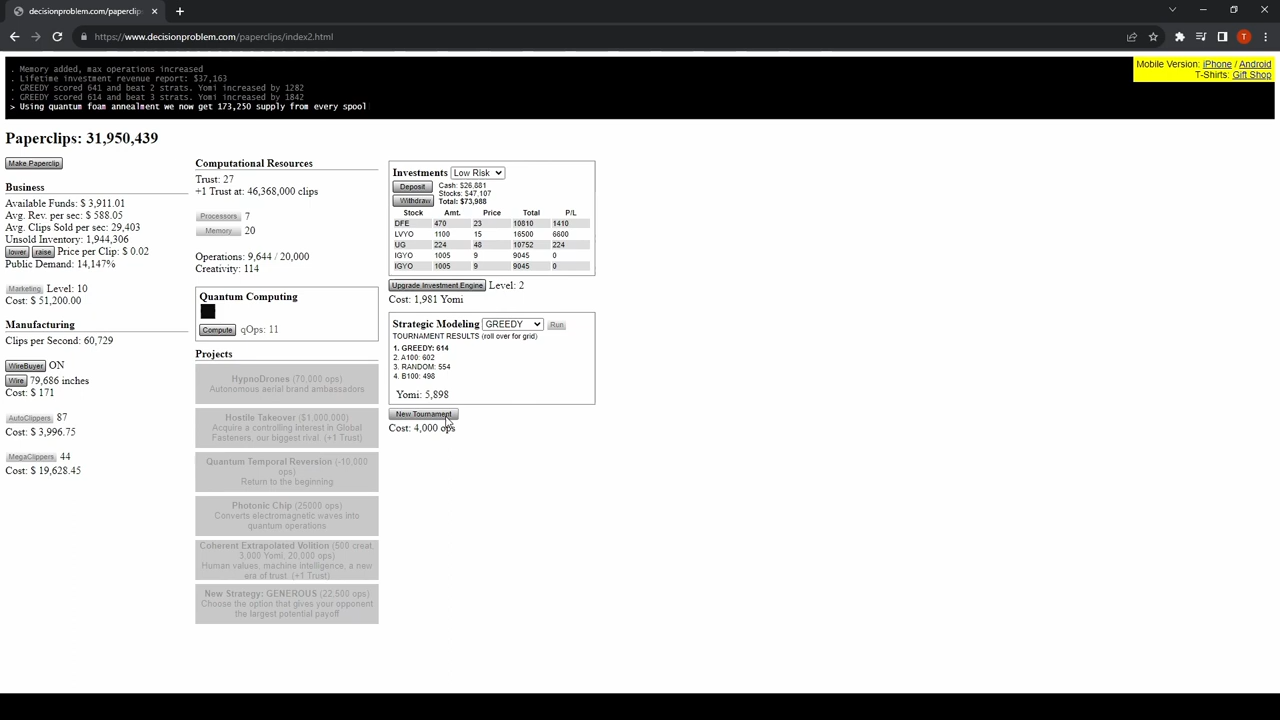 decisionproblem.com/paperclip
https://www.decisionproblem.com/paperclips/index2.html
T
. Memory added, max operations increased
. Lifetime investment revenue report: $37,163
. GREEDY scored 641 and beat 2 strats. Yomi increased by 1282
. GREEDY scored 614 and beat 3 strats. Yomi increased by 1842
> Using quantum foam annealment we now get 173,250 supply from every spool
Mobile Version: iPhone / Android
T-Shirts: Gift Shop
Paperclips: 31,950,439
Make Paperclip
Business
Available Funds: $ 3,911.01
Avg. Rev. per sec: $ 588.05
Avg. Clips Sold per sec: 29,403
Unsold Inventory: 1,944,306
lower raise Price per Clip: $ 0.02
Public Demand: 14,147%
Marketing Level: 10
Cost: $ 51,200.00
Manufacturing
Clips per Second: 60,729
WireBuyer ON
Wire 79,686 inches
Cost: $ 171
AutoClippers 87
Cost: $ 3,996.75
MegaClippers 44
Cost: $ 19,628.45
Computational Resources
Trust: 27
+1 Trust at: 46,368,000 clips
Processors 7
Memory 20
Operations: 9,644 / 20,000
Creativity: 114
Quantum Computing
Compute qOps: 11
Projects
HypnoDrones (70,000 ops)
Autonomous aerial brand ambassadors
Hostile Takeover ($1,000,000)
Acquire a controlling interest in Global
Fasteners, our biggest rival. (+1 Trust)
Quantum Temporal Reversion (-10,000
ops)
Return to the beginning
Photonic Chip (25000 ops)
Converts electromagnetic waves into
quantum operations
Coherent Extrapolated Volition (500 creat,
3,000 Yomi, 20,000 ops)
Human values, machine intelligence, a new
era of trust. (+1 Trust)
New Strategy: GENEROUS (22,500 ops)
Choose the option that gives your opponent
the largest potential payoff
Investments Low Risk
Deposit Cash: $26,881
Stocks: $47,107
Withdraw Total: $73,988
Stock Amt. Price Total P/L
DFE 470 23 10810 1410
LVYO 1100 15 16500 6600
UG 224 48 10752 224
IGYO 1005 9 9045 0
IGYO 1005 9 9045 0
Upgrade Investment Engine Level: 2
Cost: 1,981 Yomi
Strategic Modeling GREEDY Run
TOURNAMENT RESULTS (roll over for grid)
1. GREEDY: 614
2. A100: 602
3. RANDOM: 554
4. B100: 498
Yomi: 5,898
New Tournament
Cost: 4,000 ops